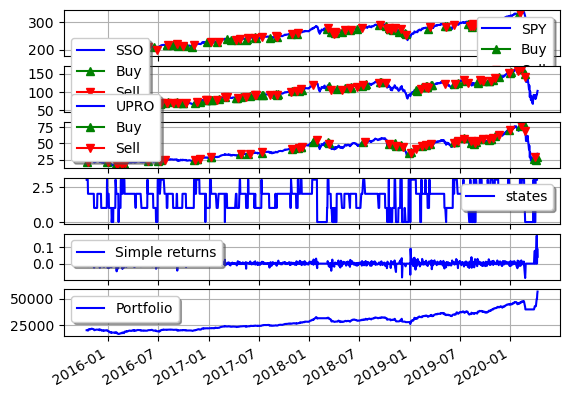 300
200
SPY
Buy
SSO
Buy
Sell
150
100
50
UPRO
Buy
Sell
75
50
25
2.5
0.0
states
0.1
0.0
Simple returns
50000
25000
Portfolio
2016-01
2016-07
2017-01
2017-07
2018-01
2018-07
2019-01
2019-07
2020-01